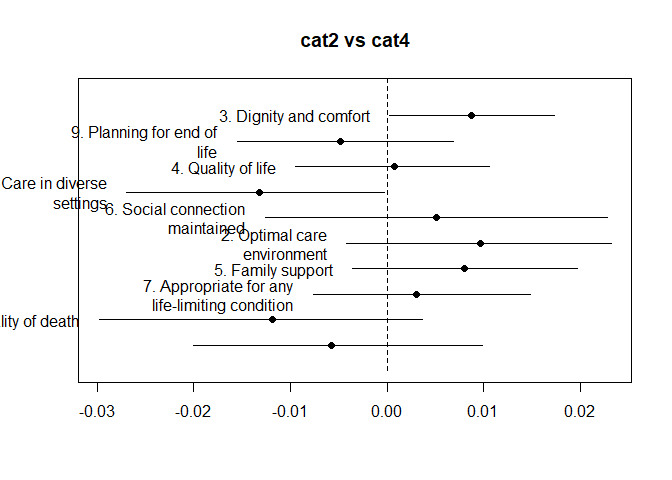 cat2 vs cat4
3. Dignity and comfort
9. Planning for end of
life
4. Quality of life
Care in diverse
settings
6. Social connection
maintained
2. Optimal care
environment
5. Family support
7. Appropriate for any
life-limiting condition
lity of death
-0.03 -0.02 -0.01 0.00 0.01 0.02